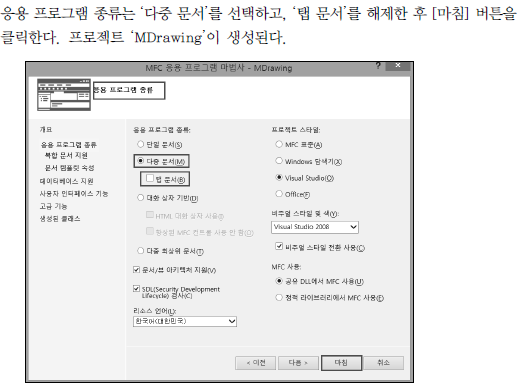 응용 프로그램 종류는 ‘다중 문서’를 선택하고, ‘탭 문서’를 해제한 후 [마침] 버튼을
클릭한다. 프로젝트 ‘MDrawing’이 생성된다.
MFC 응용 프로그램 마법사 - MDrawing
? ×
응용 프로그램 종류
개요
응용 프로그램 종류
복합 문서 지원
문서 템플릿 속성
데이터베이스 지원
사용자 인터페이스 기능
고급 기능
생성된 클래스
응용 프로그램 종류:
단일 문서(S)
다중 문서(M)
탭 문서(B)
대화 상자 기반(D)
HTML 대화 상자 사용(I)
향상된 MFC 컨트롤 사용 안 함(O)
다중 최상위 문서(T)
문서/뷰 아키텍처 지원(V)
SDL(Security Development
Lifecycle) 검사(C)
리소스 언어(L):
한국어(대한민국)
프로젝트 스타일:
MFC 표준(A)
Windows 탐색기(X)
Visual Studio(O)
Office(F)
비주얼 스타일 및 색(Y):
Visual Studio 2008
비주얼 스타일 전환 사용(C)
MFC 사용:
공유 DLL에서 MFC 사용(U)
정적 라이브러리에서 MFC 사용(E)
< 이전
다음 >
마침
취소